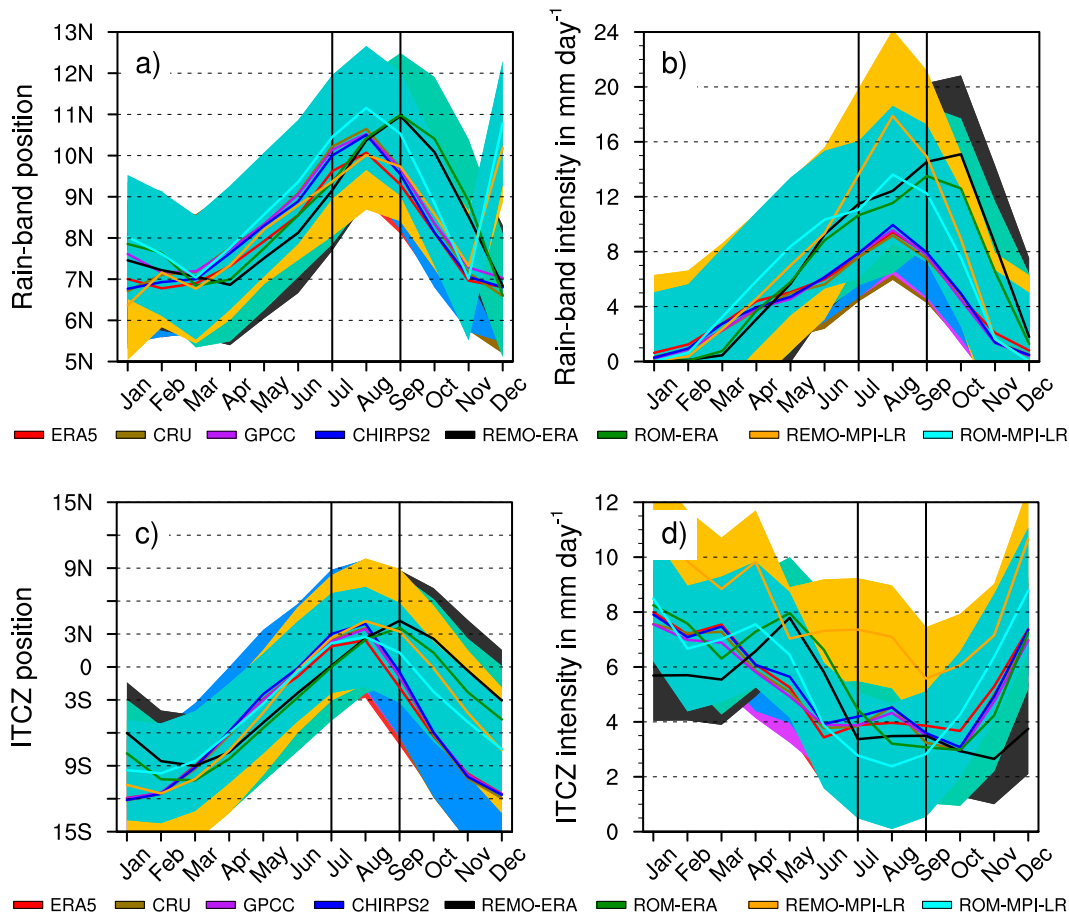 a)
Rain-band position
13N
12N
11N
10N
9N
8N
7N
6N
5N
Jan Feb Mar Apr May Jun Jul Aug Sep Oct Nov Dec
b)
Rain-band intensity in mm day-1
24
20
16
12
8
4
0
Jan Feb Mar Apr May Jun Jul Aug Sep Oct Nov Dec
ERA5 CRU GPCC CHIRPS2 REMO-ERA ROM-ERA REMO-MPI-LR ROM-MPI-LR
c)
ITCZ position
15N
9N
3N
0
3S
9S
15S
Jan Feb Mar Apr May Jun Jul Aug Sep Oct Nov Dec
d)
ITCZ intensity in mm day-1
12
10
8
6
4
2
0
Jan Feb Mar Apr May Jun Jul Aug Sep Oct Nov Dec
ERA5 CRU GPCC CHIRPS2 REMO-ERA ROM-ERA REMO-MPI-LR ROM-MPI-LR